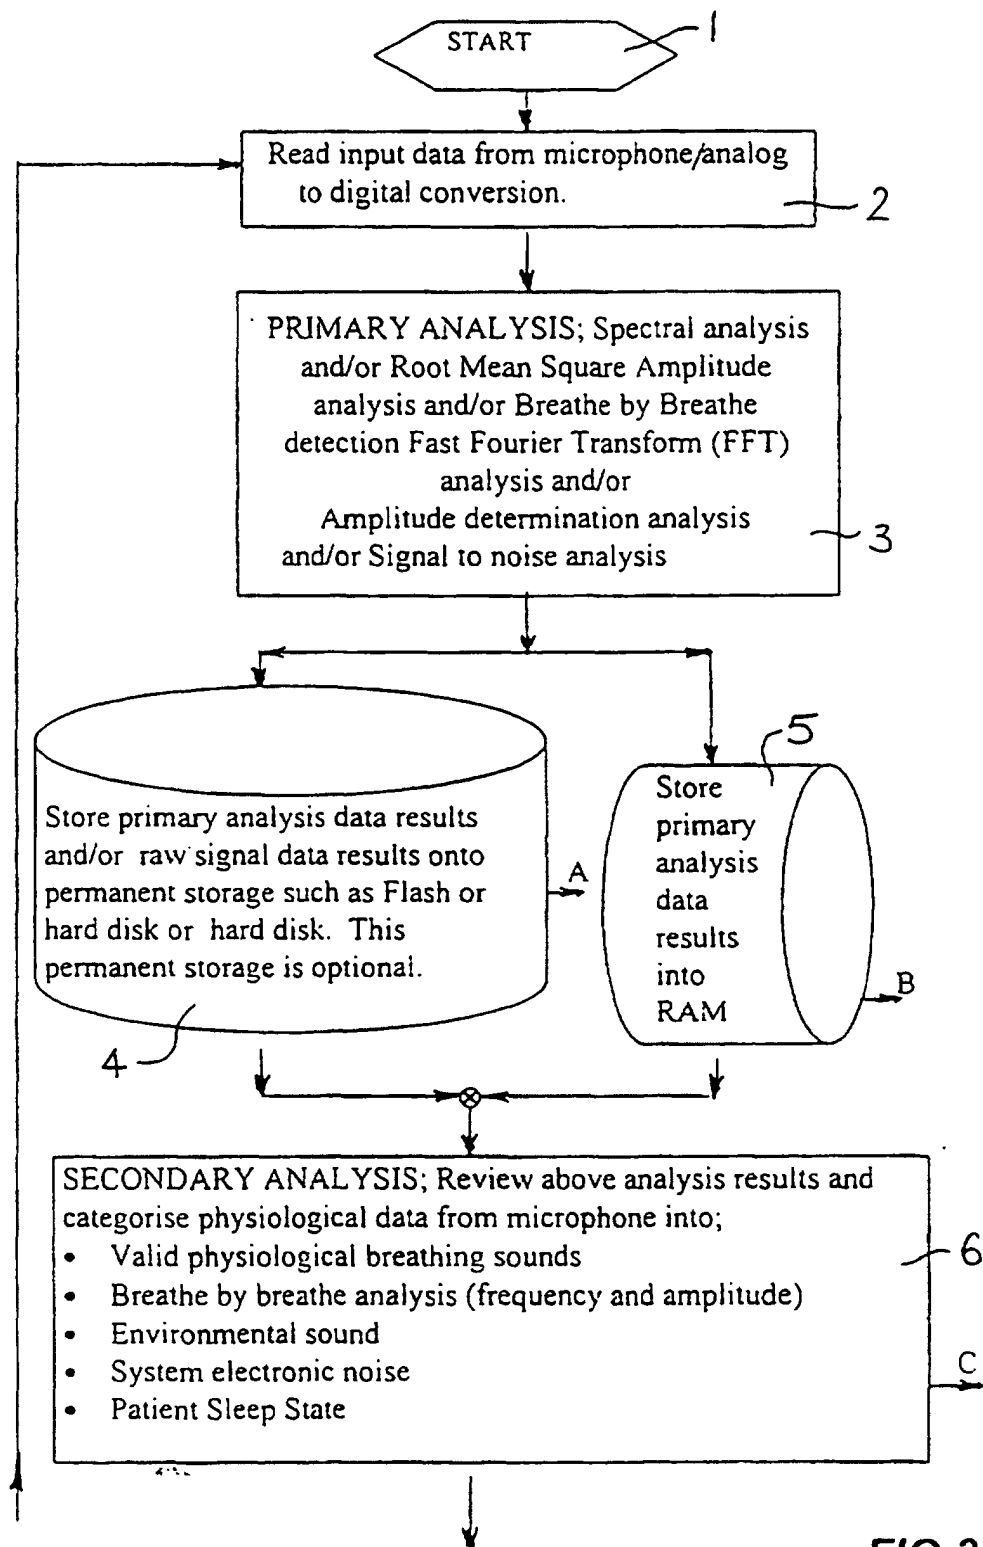 START
1
Read input data from microphone/analog
to digital conversion.
2
PRIMARY ANALYSIS; Spectral analysis
and/or Root Mean Square Amplitude
analysis and/or Breathe by Breathe
detection Fast Fourier Transform (FFT)
analysis and/or
Amplitude determination analysis
and/or Signal to noise analysis
3
Store primary analysis data results
and/or raw signal data results onto
permanent storage such as Flash or
hard disk or hard disk. This
permanent storage is optional.
A
4
5
Store
primary
analysis
data
results
into
RAM
B
SECONDARY ANALYSIS; Review above analysis results and
categorise physiological data from microphone into;
• Valid physiological breathing sounds
• Breathe by breathe analysis (frequency and amplitude)
• Environmental sound
• System electronic noise
• Patient Sleep State
6
C